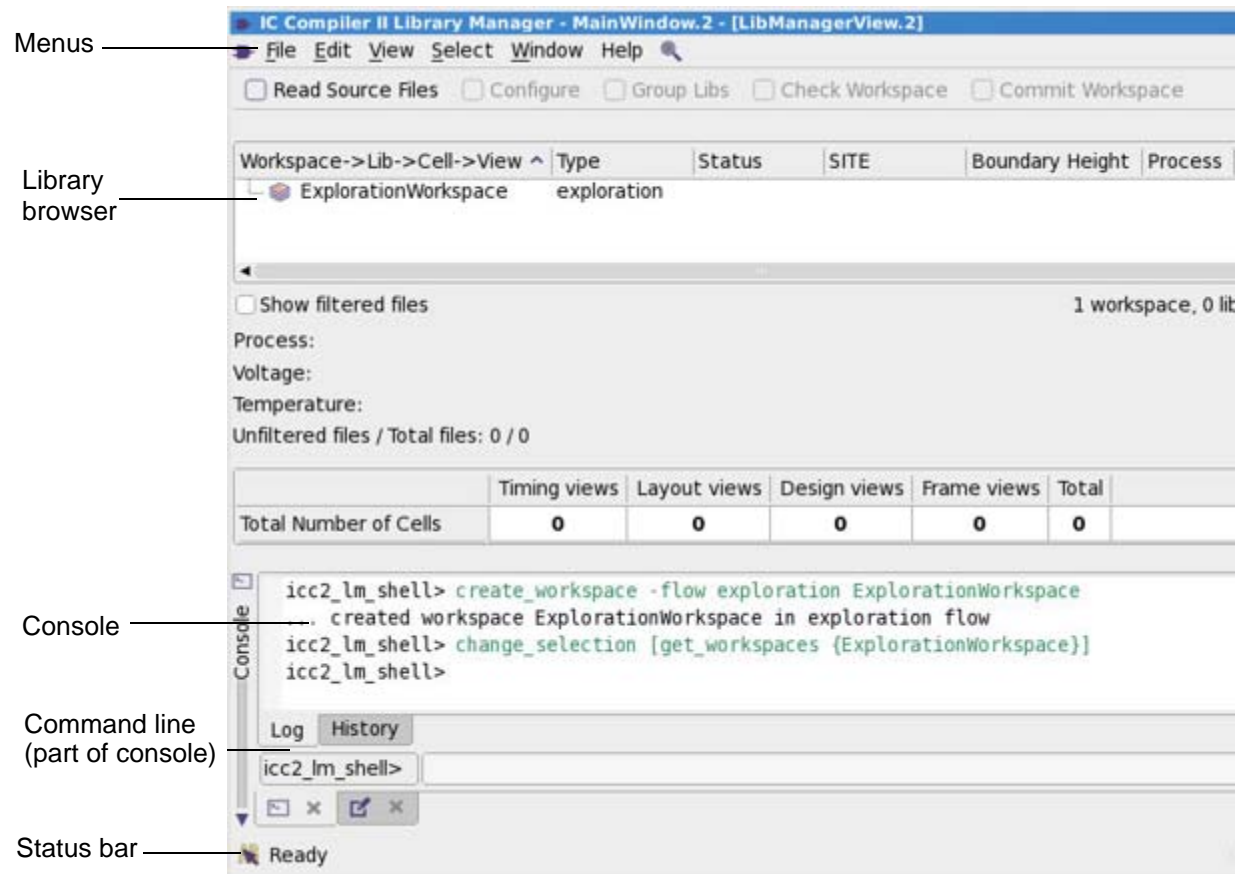 IC Compiler II Library Manager - MainWindow.2 - [LibManagerView.2]
Menus
File Edit View Select Window Help
Read Source Files Configure Group Libs Check Workspace Commit Workspace
Workspace->Lib->Cell->View Type Status SITE Boundary Height Process
Library
browser
ExplorationWorkspace exploration
Show filtered files 1 workspace, 0 lib
Process:
Voltage:
Temperature:
Unfiltered files / Total files: 0 / 0
Timing views Layout views Design views Frame views Total
Total Number of Cells 0 0 0 0 0
Console
Console
icc2_lm_shell> create_workspace -flow exploration ExplorationWorkspace
... created workspace ExplorationWorkspace in exploration flow
icc2_lm_shell> change_selection [get_workspaces {ExplorationWorkspace}]
icc2_lm_shell>
Command line
(part of console)
Log History
icc2_lm_shell>
Status bar
Ready